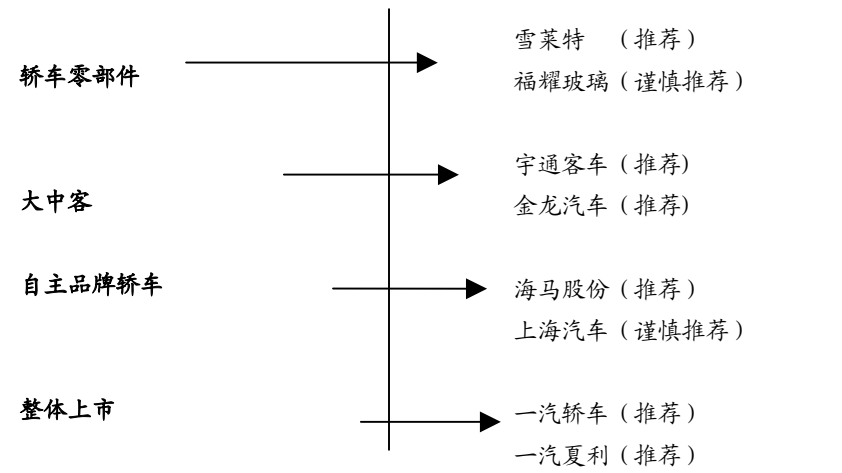 雪莱特 （推荐）
轿车零部件
福耀玻璃（谨慎推荐）
宇通客车（推荐)
大中客
金龙汽车（推荐)
自主品牌轿车
海马股份（推荐）
上海汽车（谨慎推荐）
整体上市
一汽轿车（推荐）
一汽夏利（推荐）